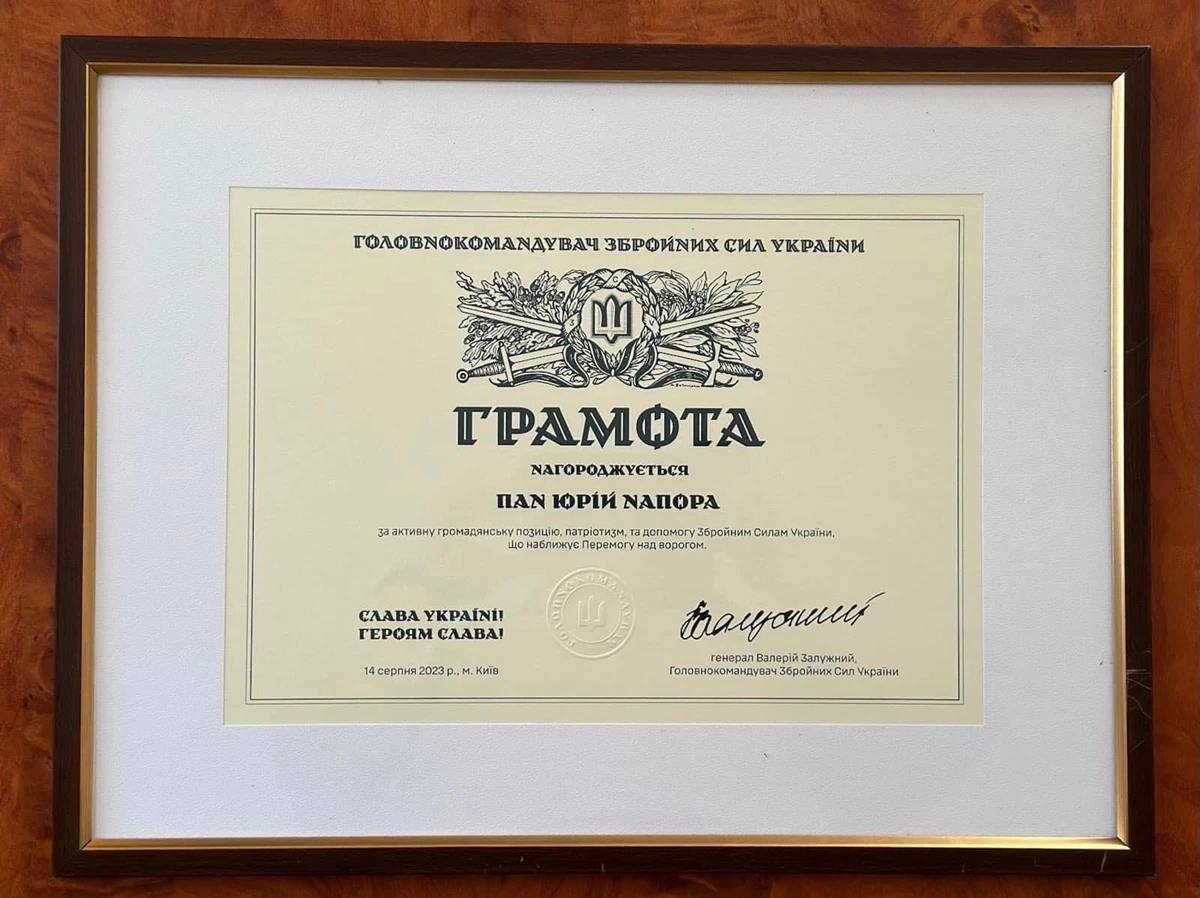 ГОЛОВНОКОМАНДУВАЧ ЗБРОЙНИХ СИЛ УКРАЇНИ
С
З У
ГРАМОТА
НАГОРОДЖУЄТЬСЯ
ПАН ЮРІЙ НАПОРА
за активну громадянську позицію, патріотизм, та допомогу Збройним Силам України,
що наближує Перемогу над ворогом.
ГОЛОВНОКОМАНДУВАЧ
СЛАВА УКРАЇНІ!
ГЕРОЯМ СЛАВА!
14 серпня 2023 р., м. Київ
Залужний
генерал Валерій Залужний,
Головнокомандувач Збройних Сил України